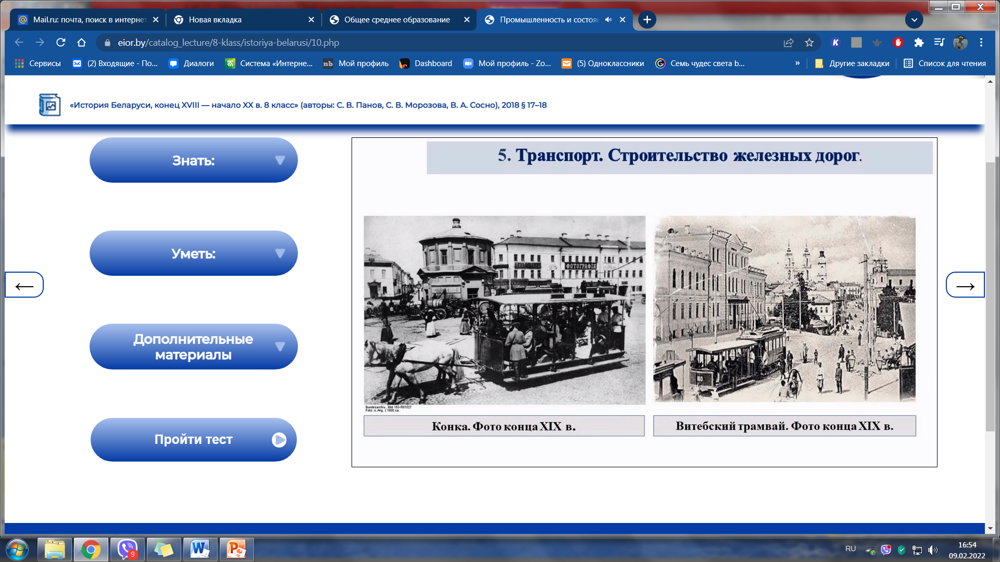 Mail.ru: почта, поиск в интернет
Новая вкладка
Общее среднее образование
Промышленность и состоян
eior.by/catalog_lecture/8-klass/istoriya-belarusi/10.php
K
Сервисы
(2) Входящие - По...
Диалоги
Система «Интерне...
nb Мой профиль
Dashboard
Мой профиль - Zo...
(5) Одноклассники
Семь чудес света b...
»
Другие закладки
Список для чтения
«История Беларуси, конец XVIII — начало XX в. 8 класс» (авторы: С. В. Панов, С. В. Морозова, В. А. Сосно), 2018 § 17–18
Знать:
Уметь:
Дополнительные
материалы
Пройти тест
←
→
5. Транспорт. Строительство железных дорог.
ФОТОГРАФІЯ
Bundesarchiv, Bild 183-R81527
Foto: o.Ang. | 1900 ca.
Конка. Фото конца XIX в.
Витебский трамвай. Фото конца XIX в.
9
W
P
RU
16:54
09.02.2022